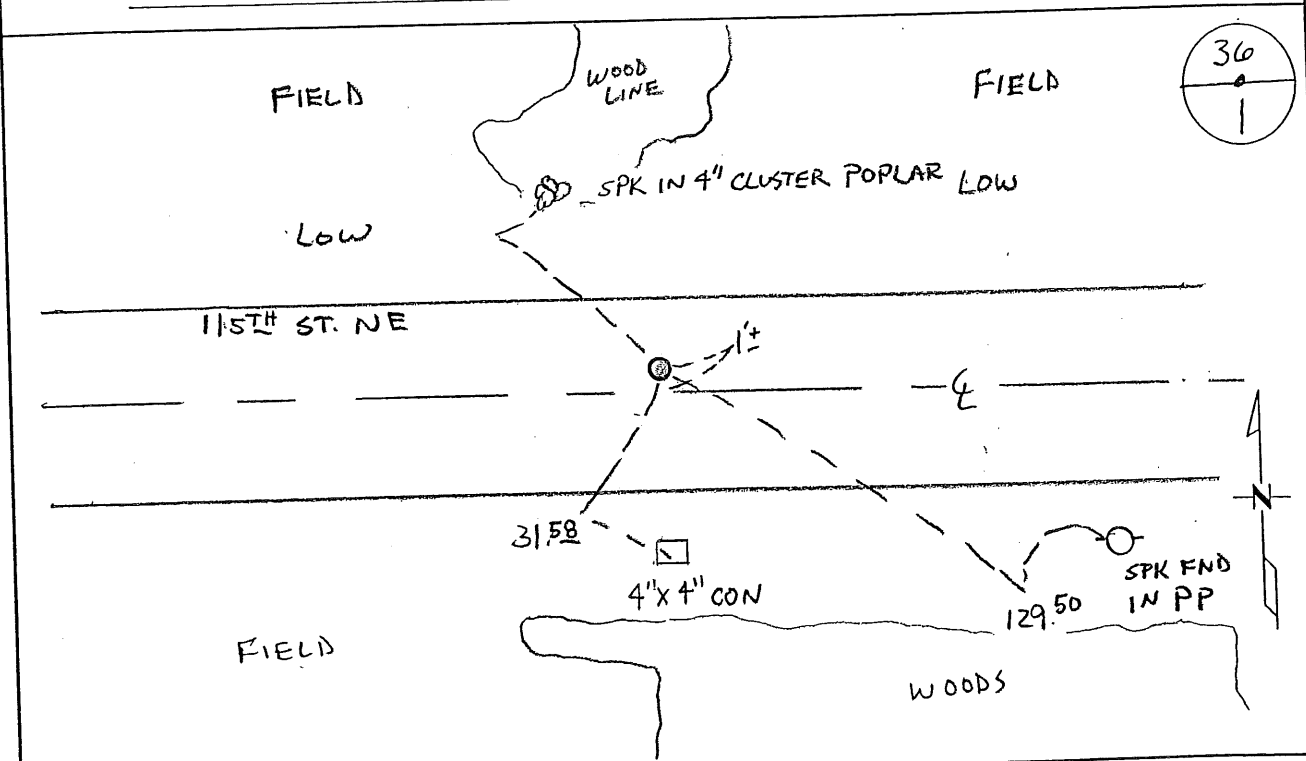 FIELD
WOOD
LINE
FIELD
36
1
SPK IN 4" CLUSTER POPLAR
LOW
LOW
115TH ST. NE
1'±
℄
N
31.58
4" X 4" CON
SPK FND
IN PP
129.50
FIELD
WOODS